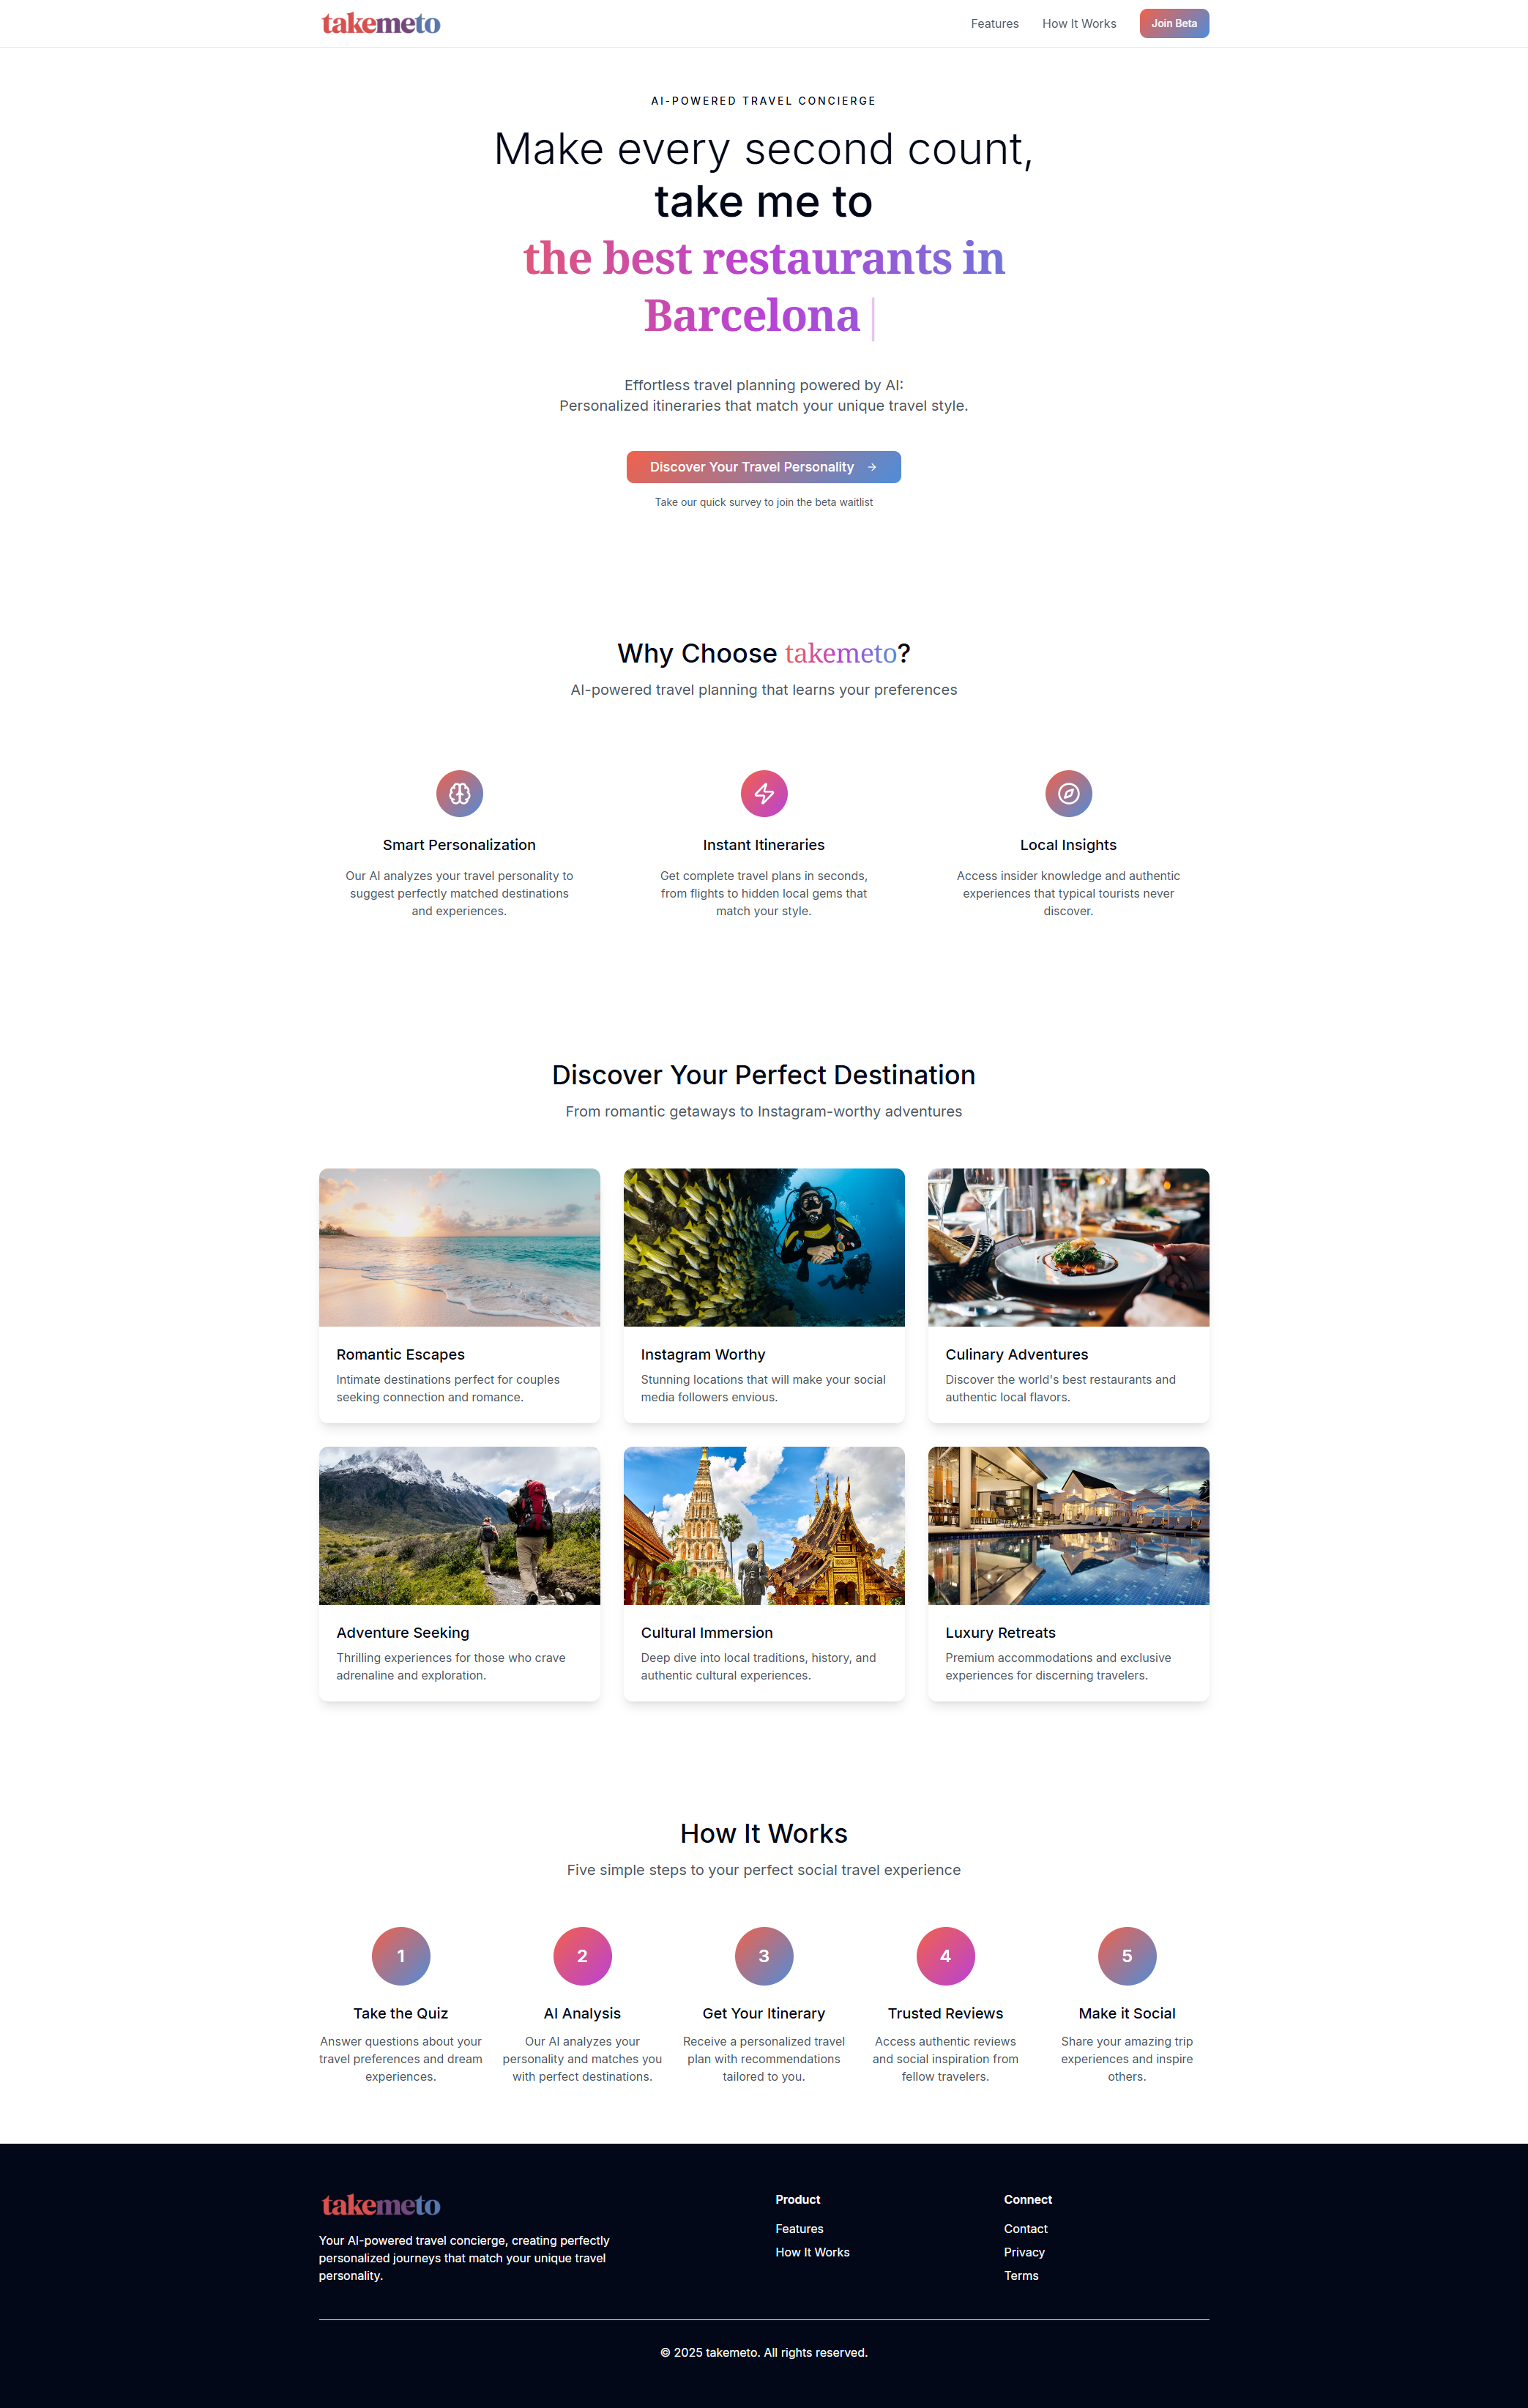 takemeto
Features
How It Works
Join Beta
AI-POWERED TRAVEL CONCIERGE
Make every second count,
take me to
the best restaurants in
Barcelona
Effortless travel planning powered by AI:
Personalized itineraries that match your unique travel style.
Discover Your Travel Personality →
Take our quick survey to join the beta waitlist
Why Choose takemeto?
AI-powered travel planning that learns your preferences
Smart Personalization
Our AI analyzes your travel personality to
suggest perfectly matched destinations
and experiences.
Instant Itineraries
Get complete travel plans in seconds,
from flights to hidden local gems that
match your style.
Local Insights
Access insider knowledge and authentic
experiences that typical tourists never
discover.
Discover Your Perfect Destination
From romantic getaways to Instagram-worthy adventures
Romantic Escapes
Intimate destinations perfect for couples
seeking connection and romance.
Instagram Worthy
Stunning locations that will make your social
media followers envious.
Culinary Adventures
Discover the world's best restaurants and
authentic local flavors.
Adventure Seeking
Thrilling experiences for those who crave
adrenaline and exploration.
Cultural Immersion
Deep dive into local traditions, history, and
authentic cultural experiences.
Luxury Retreats
Premium accommodations and exclusive
experiences for discerning travelers.
How It Works
Five simple steps to your perfect social travel experience
1
Take the Quiz
Answer questions about your
travel preferences and dream
experiences.
2
AI Analysis
Our AI analyzes your
personality and matches you
with perfect destinations.
3
Get Your Itinerary
Receive a personalized travel
plan with recommendations
tailored to you.
4
Trusted Reviews
Access authentic reviews
and social inspiration from
fellow travelers.
5
Make it Social
Share your amazing trip
experiences and inspire
others.
takemeto
Your AI-powered travel concierge, creating perfectly
personalized journeys that match your unique travel
personality.
Product
Features
How It Works
Connect
Contact
Privacy
Terms
© 2025 takemeto. All rights reserved.